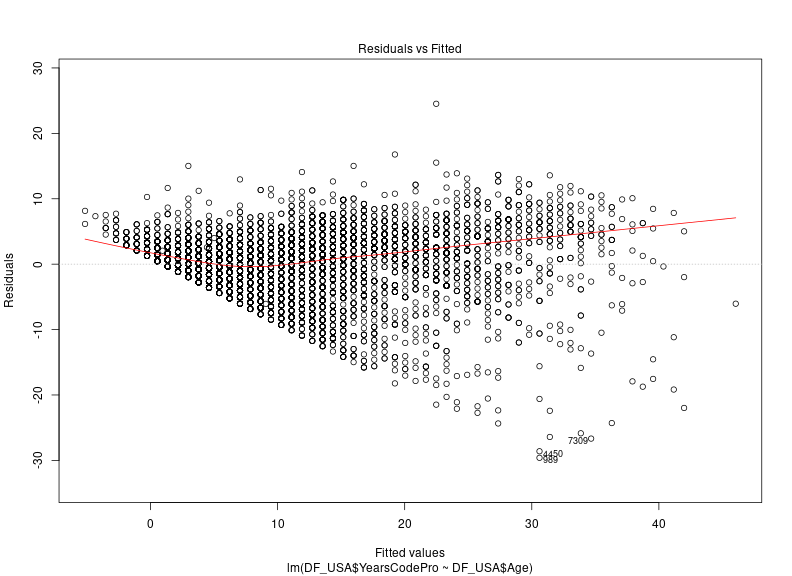 Residuals vs Fitted
30
20
10
0
-10
-20
-30
Residuals
7309
4450
989
0 10 20 30 40
Fitted values
lm(DF_USA$YearsCodePro ~ DF_USA$Age)